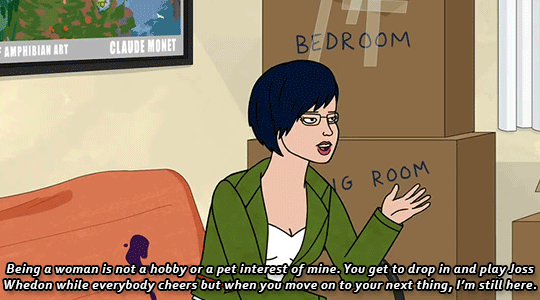 F AMPHIBIAN ART
CLAUDE MONET
BEDROOM
NG ROOM
Being a woman is not a hobby or a pet interest of mine. You get to drop in and play Joss
Whedon while everybody cheers but when you move on to your next thing, I'm still here.